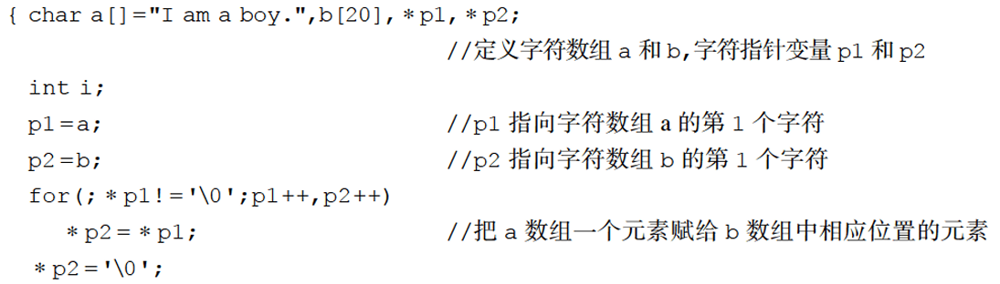 { char a[]="I am a boy.",b[20],*p1,*p2;
//定义字符数组 a 和 b,字符指针变量 p1 和 p2
int i;
p1=a; //p1 指向字符数组 a 的第 1 个字符
p2=b; //p2 指向字符数组 b 的第 1 个字符
for(;*p1!='\0';p1++,p2++)
*p2=*p1; //把 a 数组一个元素赋给 b 数组中相应位置的元素
*p2='\0';